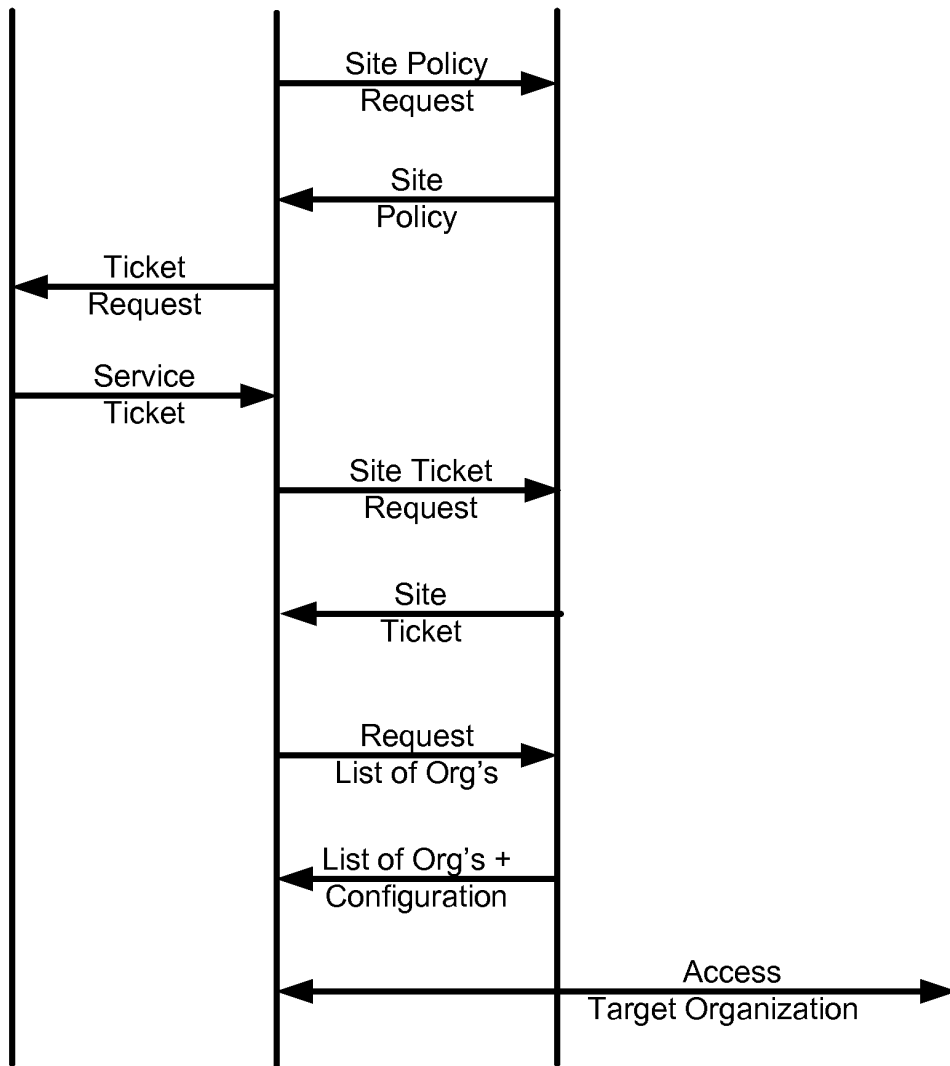 Site Policy
Request
Site
Policy
Ticket
Request
Service
Ticket
Site Ticket
Request
Site
Ticket
Request
List of Org's
List of Org's +
Configuration
Access
Target Organization